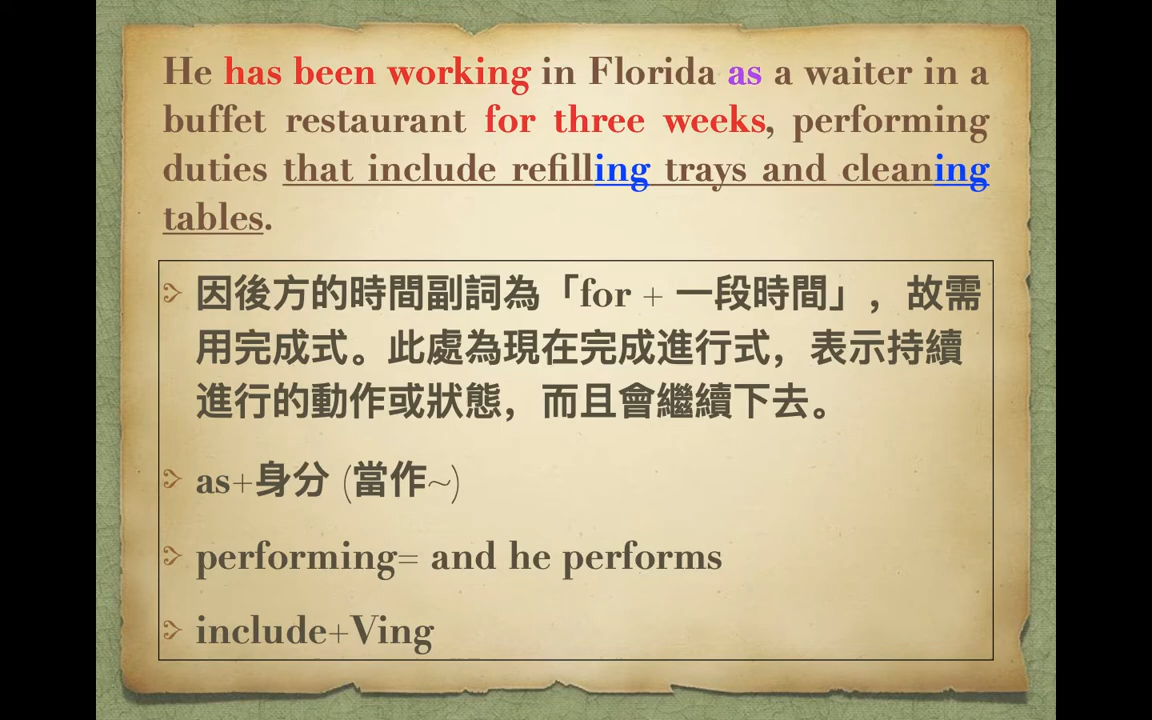 He has been working in Florida as a waiter in a
buffet restaurant for three weeks, performing
duties that include refilling trays and cleaning
tables.
因後方的時間副詞為「for + 一段時間」，故需
用完成式。此處為現在完成進行式，表示持續
進行的動作或狀態，而且會繼續下去。
as+身分 (當作~)
performing= and he performs
include+Ving